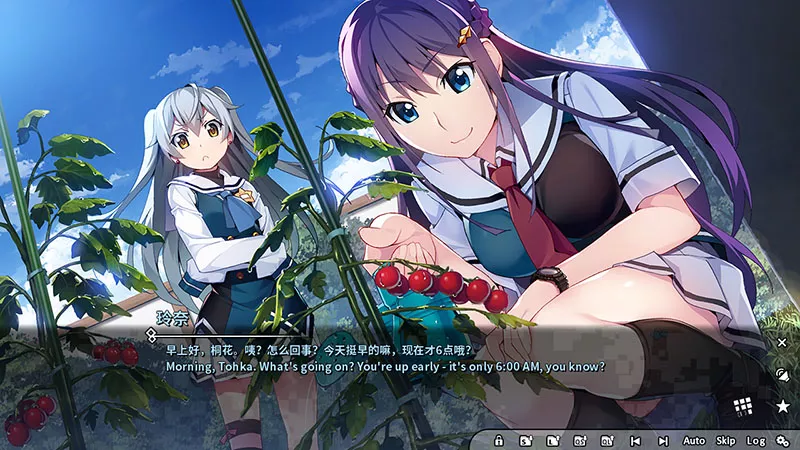 玲奈
早上好，桐花。咦？怎么回事？今天挺早的嘛，现在才6点哦？
Morning, Tohka. What's going on? You're up early - it's only 6:00 AM, you know?
Auto Skip Log